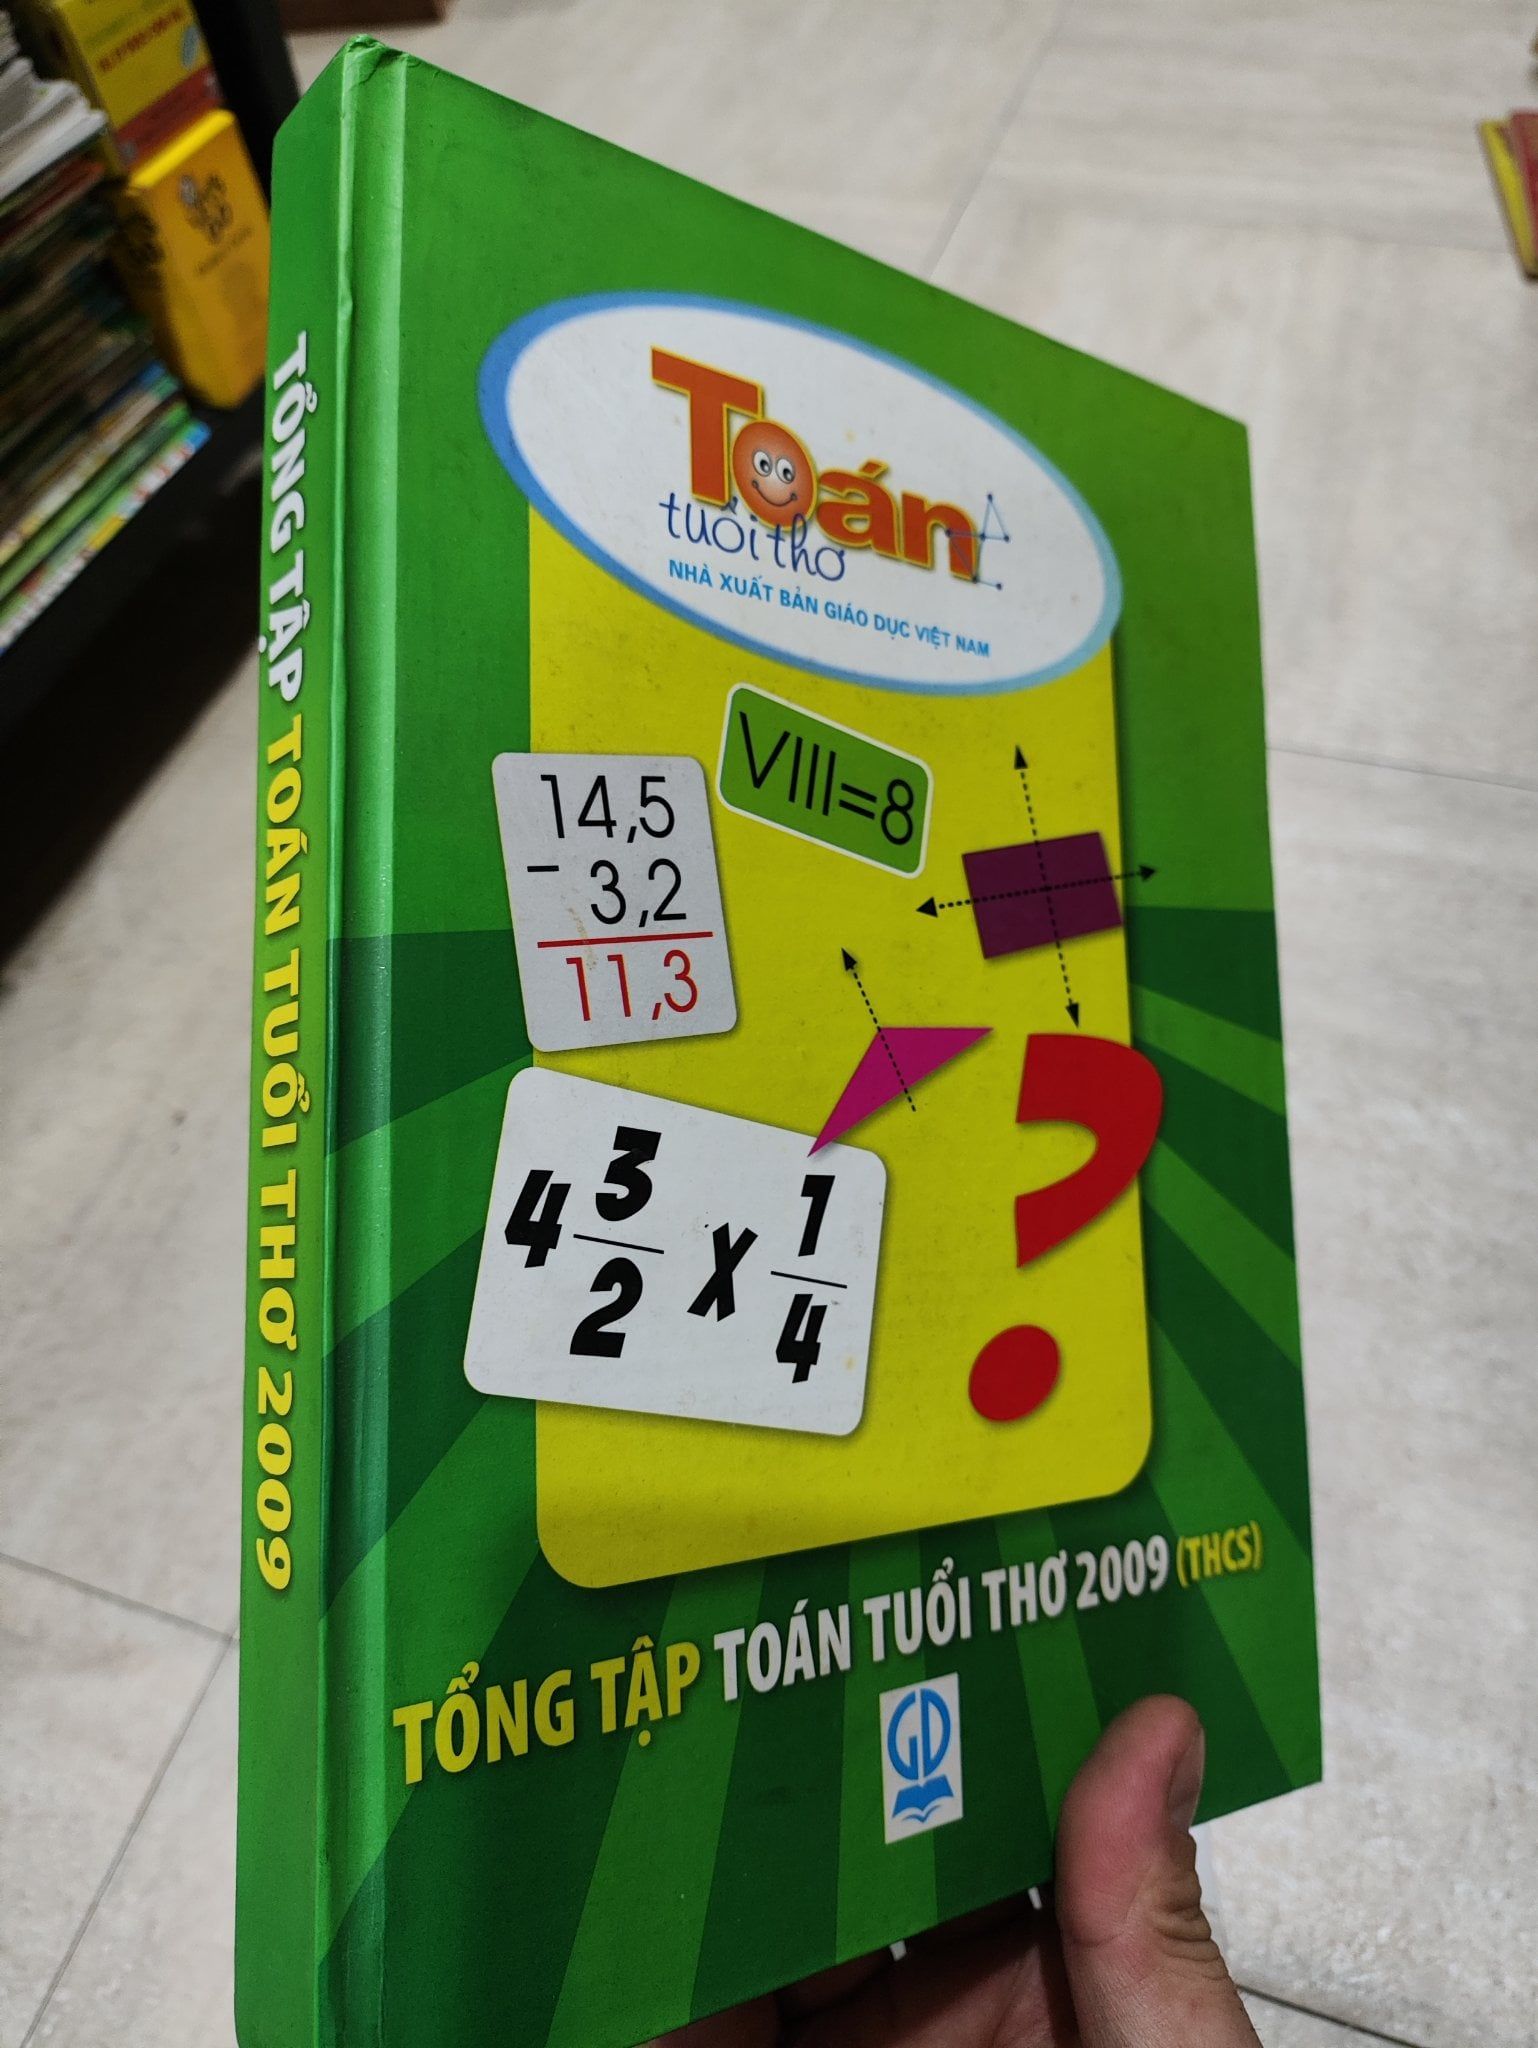 TỔNG TẬP TOÁN TUỔI THƠ 2009
Toán
tuổi thơ
NHÀ XUẤT BẢN GIÁO DỤC VIỆT NAM
VIII=8
14,5
- 3,2
11,3
4 3/2 x 1/4
?
TỔNG TẬP TOÁN TUỔI THƠ 2009 (THCS)
GD